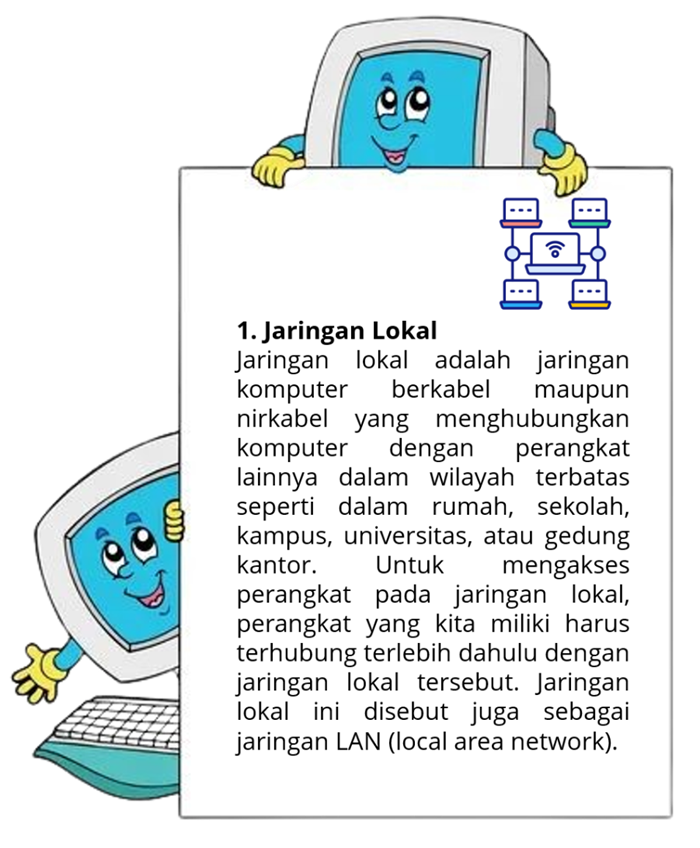 1. Jaringan Lokal
Jaringan lokal adalah jaringan
komputer berkabel maupun
nirkabel yang menghubungkan
komputer dengan perangkat
lainnya dalam wilayah terbatas
seperti dalam rumah, sekolah,
kampus, universitas, atau gedung
kantor. Untuk mengakses
perangkat pada jaringan lokal,
perangkat yang kita miliki harus
terhubung terlebih dahulu dengan
jaringan lokal tersebut. Jaringan
lokal ini disebut juga sebagai
jaringan LAN (local area network).